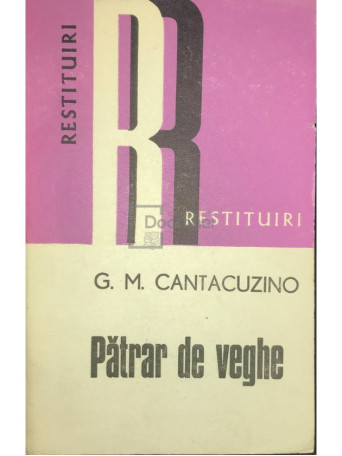 RESTITUIRI
R
RESTITUIRI
G. M. CANTACUZINO
Pătrar de veghe